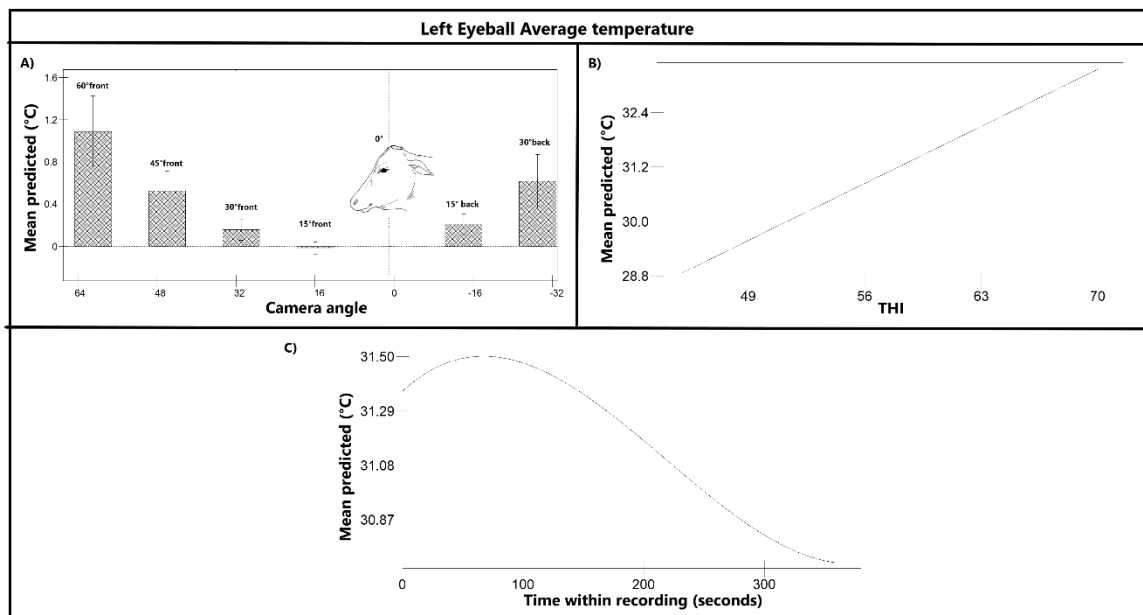 Left Eyeball Average temperature
A)
Mean predicted (°C)
1.6
1.2
0.8
0.4
0
60°front
45°front
30°front
15°front
0°
15° back
30°back
64
48
32
16
0
-16
-32
Camera angle
B)
Mean predicted (°C)
32.4
31.2
30.0
28.8
49
56
63
70
THI
C)
Mean predicted (°C)
31.50
31.29
31.08
30.87
0
100
200
300
Time within recording (seconds)